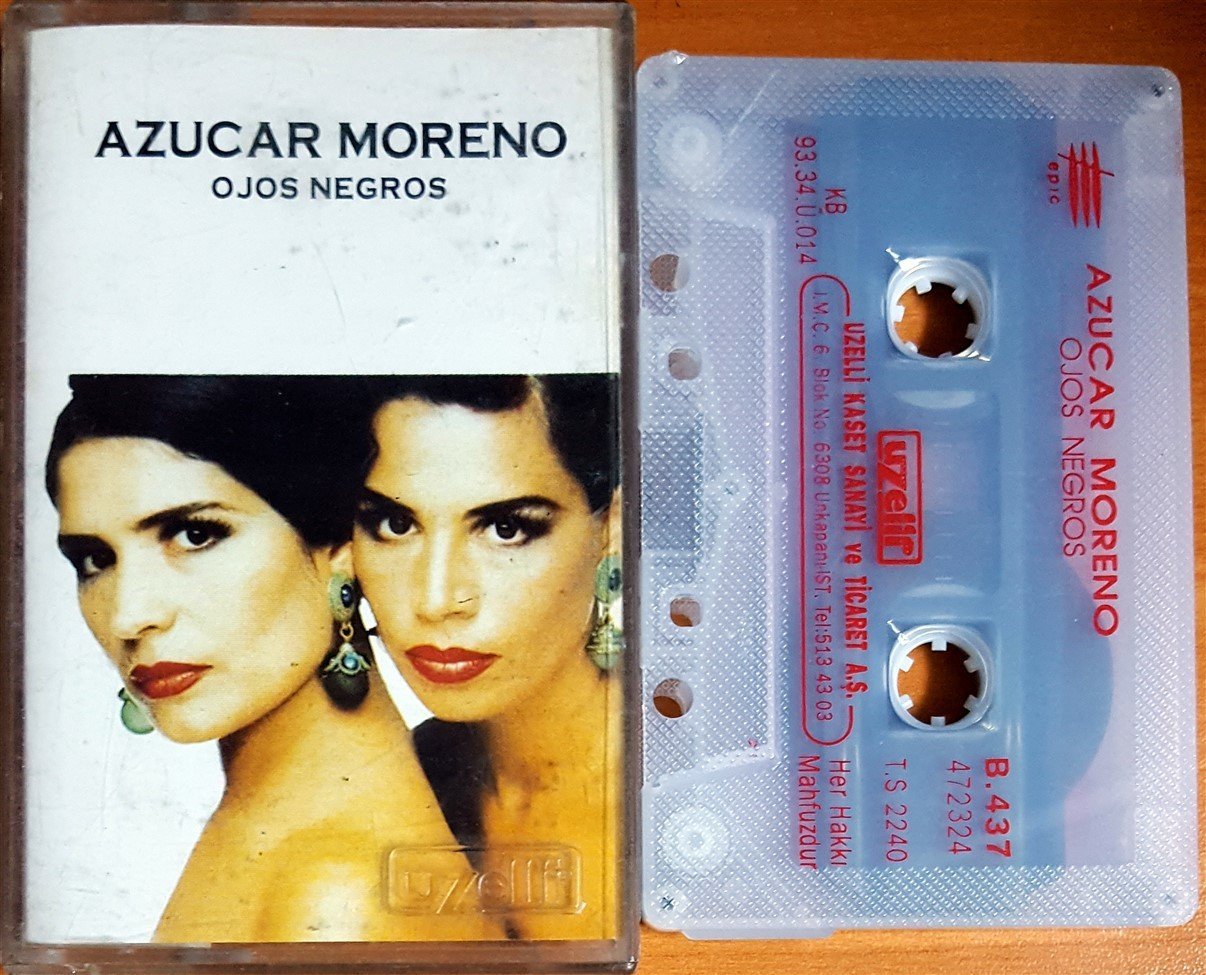 AZUCAR MORENO
OJOS NEGROS
uzelli
epic
AZUCAR MORENO
OJOS NEGROS
uzelli
UZELLİ KASET SANAYİ ve TİCARET A.Ş.
İ.M.C. 6. Blok No. 6308 Unkapanı İST. Tel:513 43 03
KB
93.34.Ü.014
B.437
472324
T.S 2240
Her Hakkı
Mahfuzdur